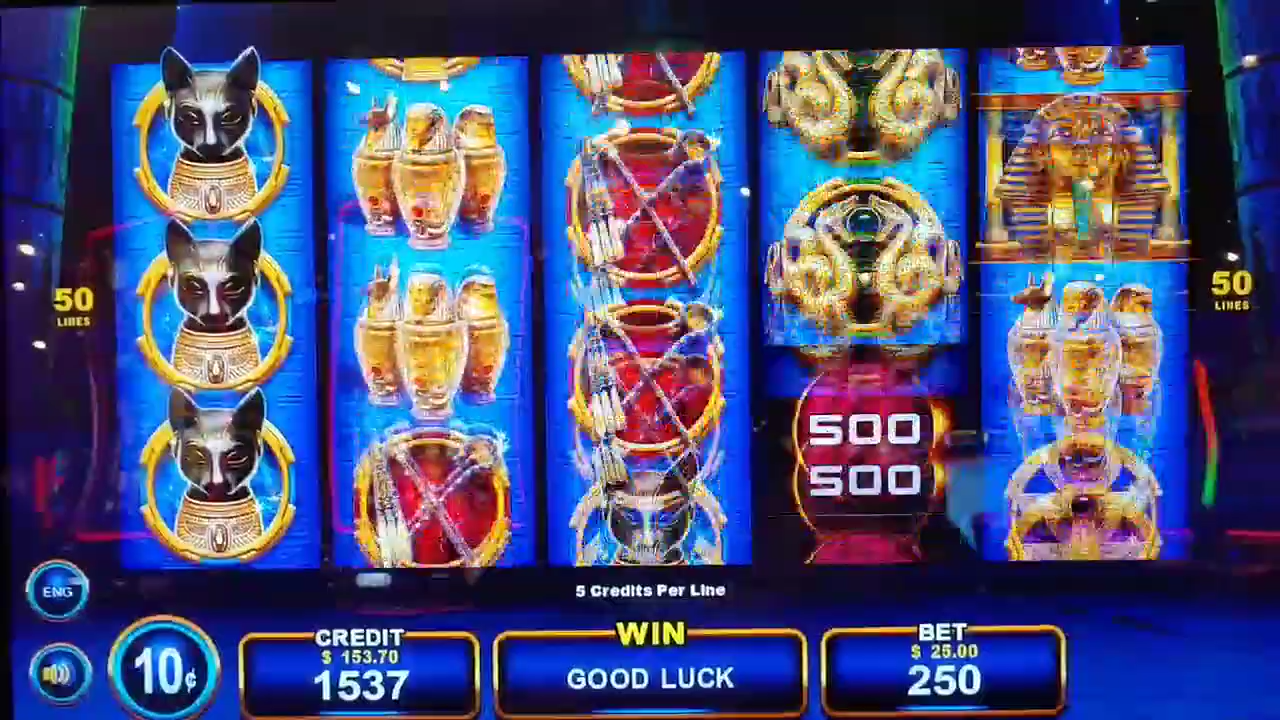 50
LINES
50
LINES
500
500
5 Credits Per Line
ENG
10¢
CREDIT
$ 153.70
1537
WIN
GOOD LUCK
BET
$ 25.00
250